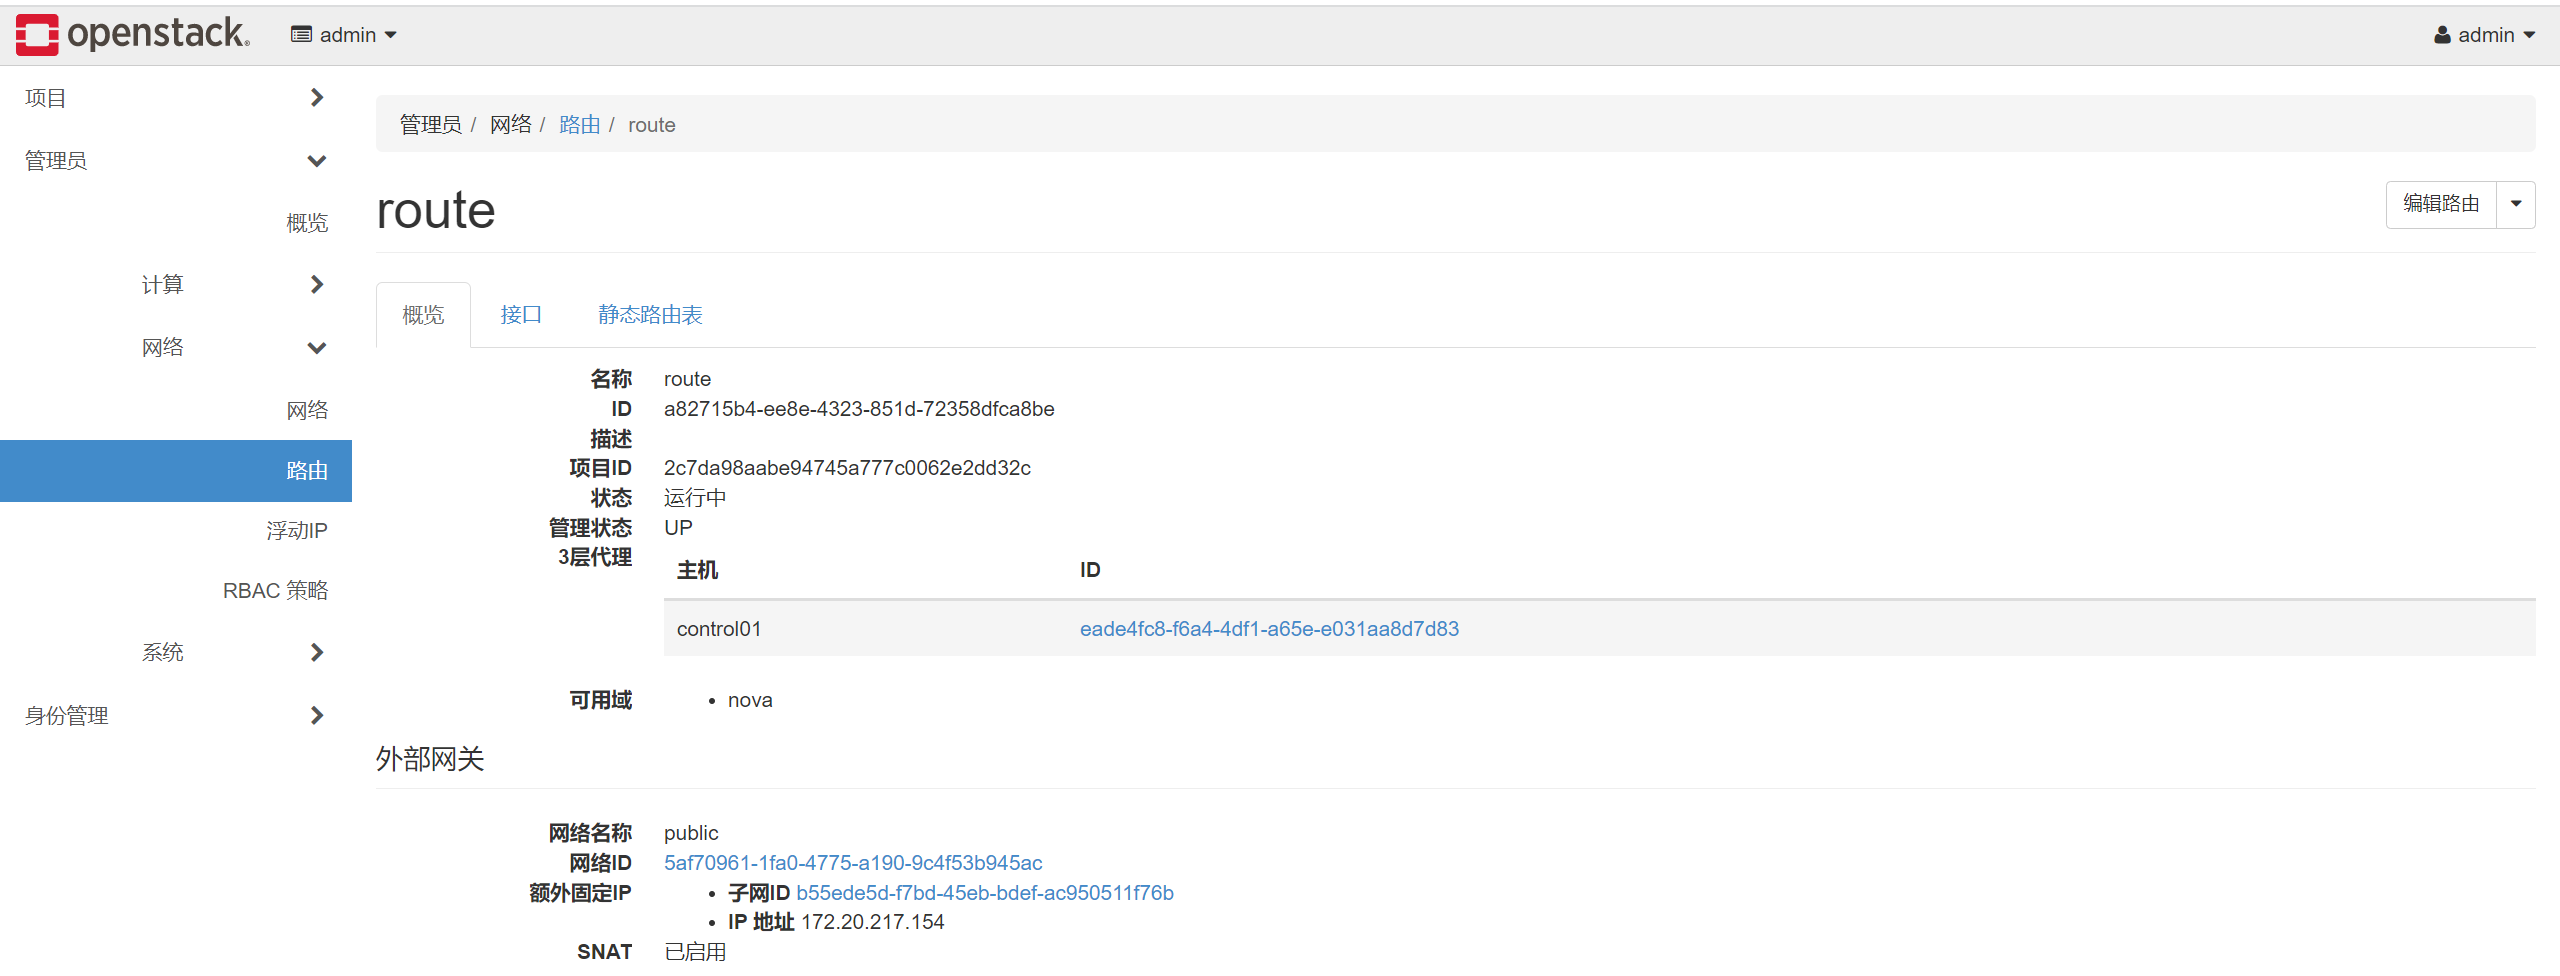 openstack. admin admin
项目
管理员
概览
计算
网络
网络
路由
浮动IP
RBAC 策略
系统
身份管理
管理员 / 网络 / 路由 / route
route
编辑路由
概览 接口 静态路由表
名称 route
ID a82715b4-ee8e-4323-851d-72358dfca8be
描述
项目ID 2c7da98aabe94745a777c0062e2dd32c
状态 运行中
管理状态 UP
3层代理
主机 ID
control01 eade4fc8-f6a4-4df1-a65e-e031aa8d7d83
可用域 • nova
外部网关
网络名称 public
网络ID 5af70961-1fa0-4775-a190-9c4f53b945ac
额外固定IP • 子网ID b55ede5d-f7bd-45eb-bdef-ac950511f76b
• IP 地址 172.20.217.154
SNAT 已启用